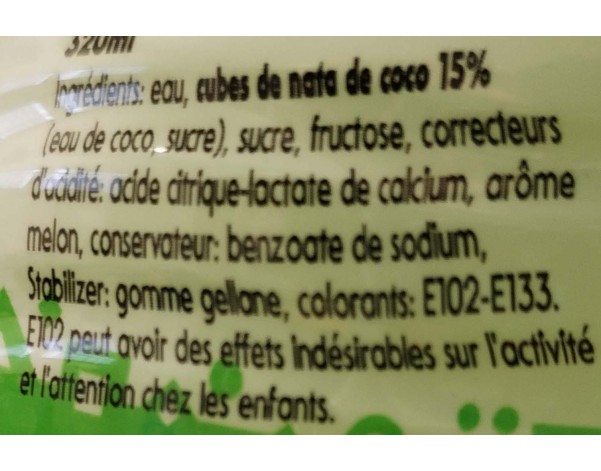 320ml
Ingrédients: eau, cubes de nata de coco 15%
(eau de coco, sucre), sucre, fructose, correcteurs
d'acidité: acide citrique-lactate de calcium, arôme
melon, conservateur: benzoate de sodium,
Stabilizer: gomme gellane, colorants: E102-E133.
E102 peut avoir des effets indésirables sur l'activité
et l'attention chez les enfants.